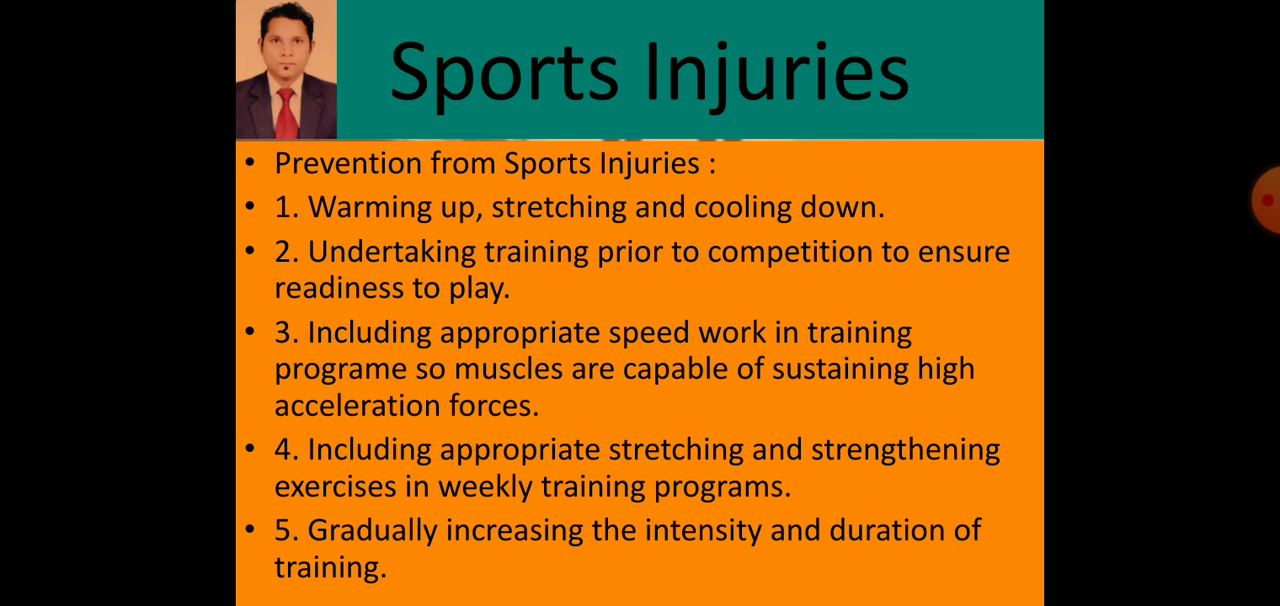 Sports Injuries
• Prevention from Sports Injuries :
• 1. Warming up, stretching and cooling down.
• 2. Undertaking training prior to competition to ensure
readiness to play.
• 3. Including appropriate speed work in training
programe so muscles are capable of sustaining high
acceleration forces.
• 4. Including appropriate stretching and strengthening
exercises in weekly training programs.
• 5. Gradually increasing the intensity and duration of
training.